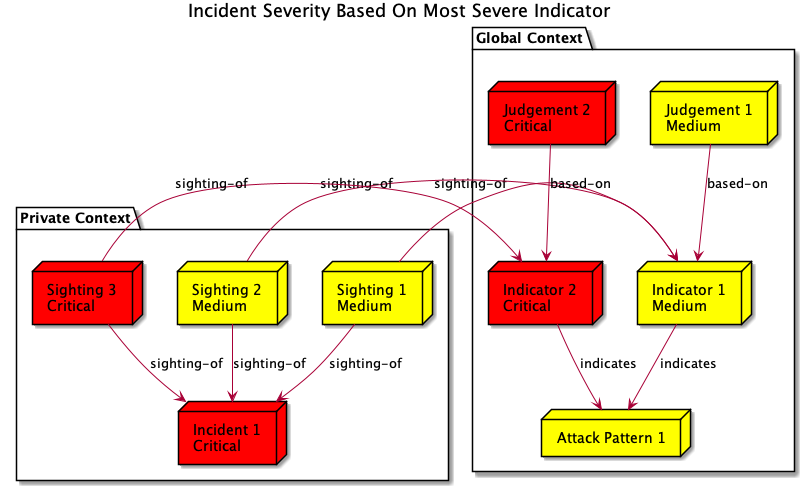 Incident Severity Based On Most Severe Indicator
Global Context
Judgement 2
Critical
Judgement 1
Medium
sighting-of
sighting-of
sighting-of
based-on
based-on
Private Context
Sighting 3
Critical
Sighting 2
Medium
Sighting 1
Medium
Indicator 2
Critical
Indicator 1
Medium
sighting-of
sighting-of
sighting-of
indicates
indicates
Incident 1
Critical
Attack Pattern 1